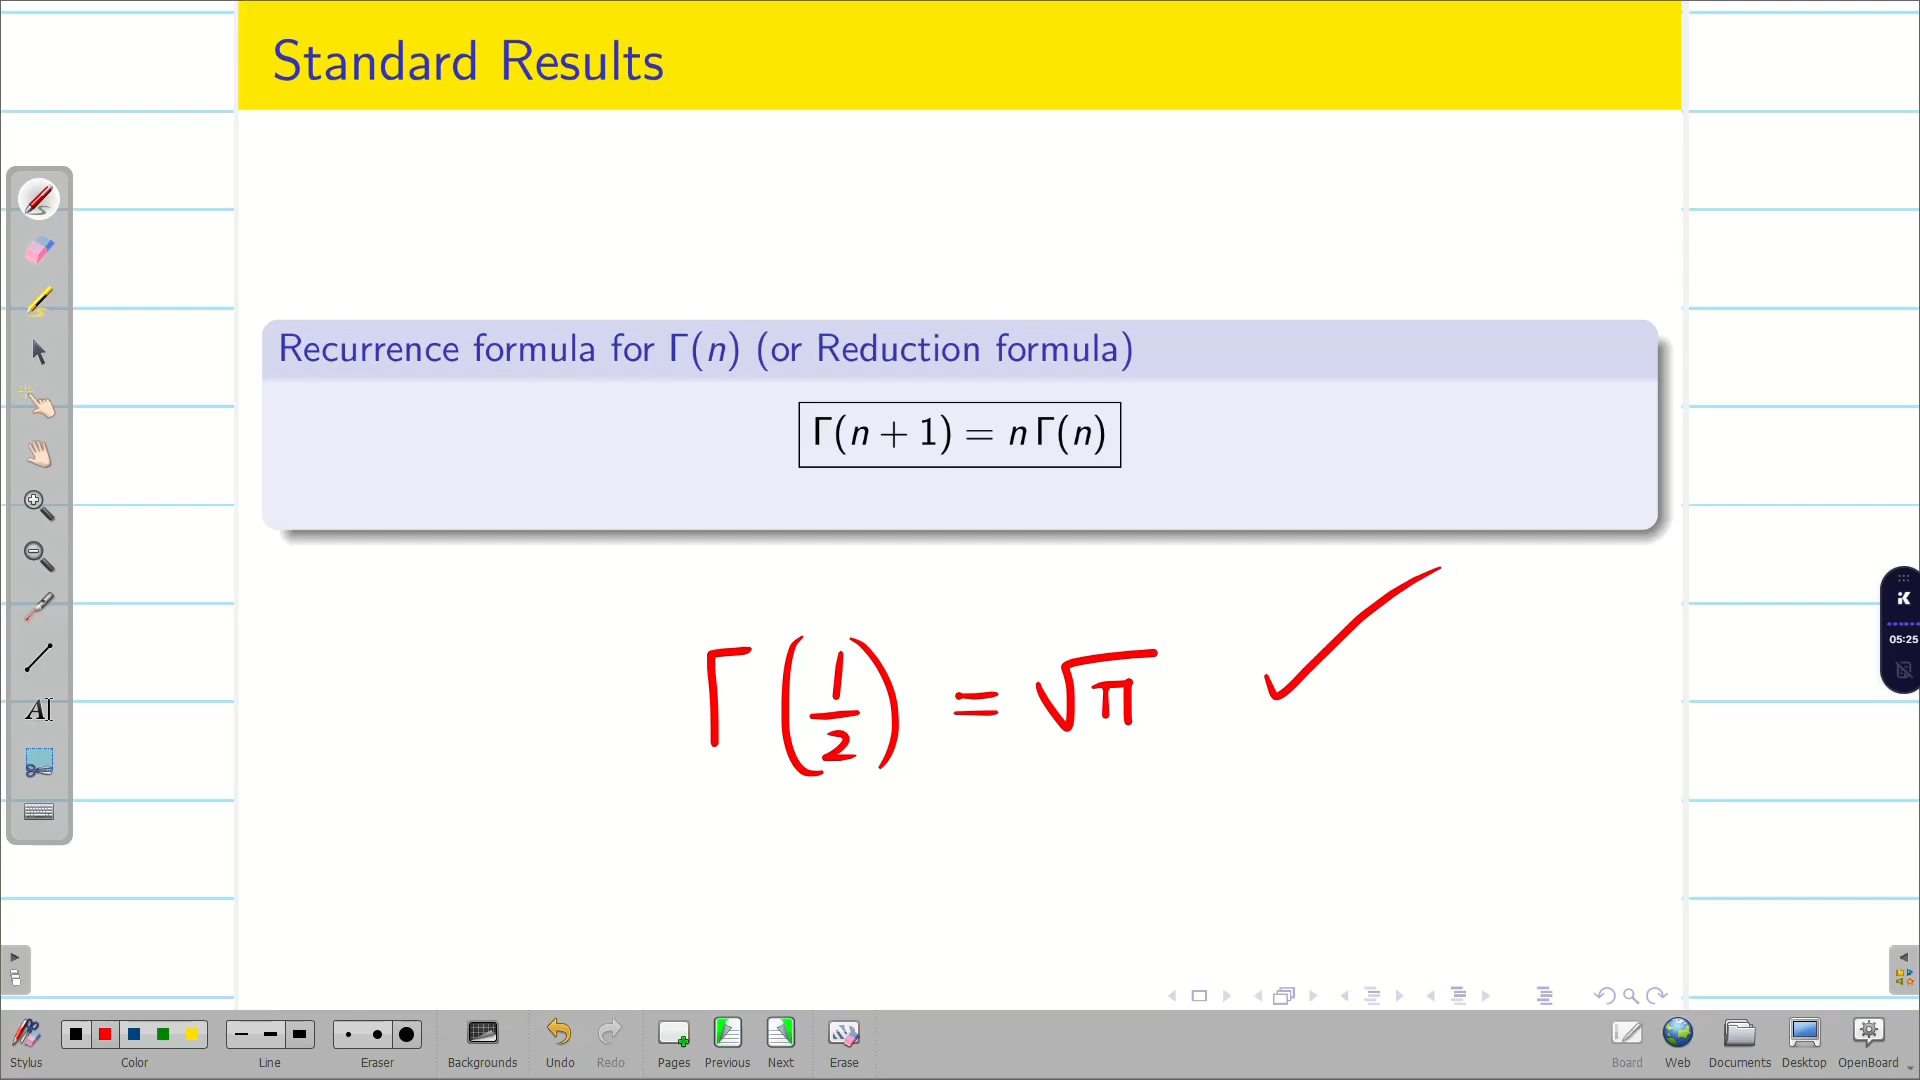 Standard Results
Recurrence formula for Γ(n) (or Reduction formula)
Γ(n + 1) = n Γ(n)
Γ(1/2) = √π
05:25
Stylus Color Line Eraser Backgrounds Undo Redo Pages Previous Next Erase Board Web Documents Desktop OpenBoard